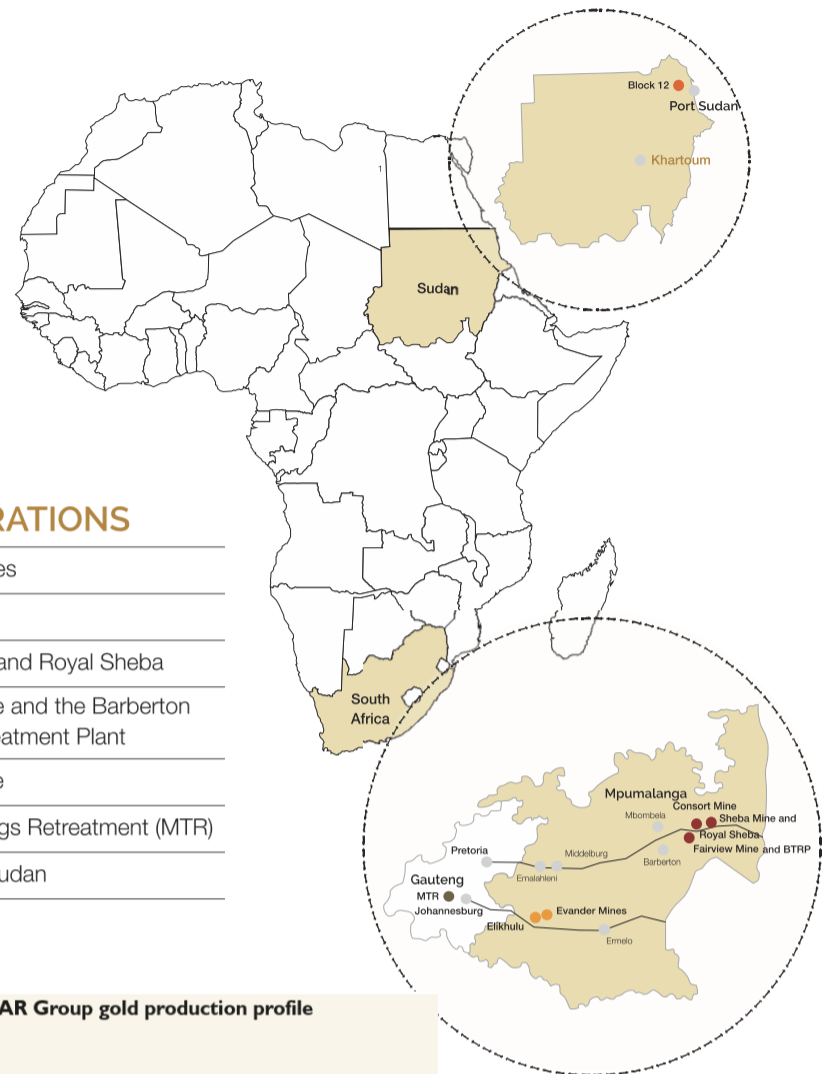 Block 12
Port Sudan
Khartoum
1
Sudan
RATIONS
es
and Royal Sheba
e and the Barberton
eatment Plant
e
gs Retreatment (MTR)
udan
South
Africa
Mpumalanga
Consort Mine
Mbombela
Sheba Mine and
Royal Sheba
Fairview Mine and BTRP
Barberton
Pretoria
Middelburg
Emalahleni
Gauteng
MTR
Johannesburg
Evander Mines
Elikhulu
Ermelo
AR Group gold production profile